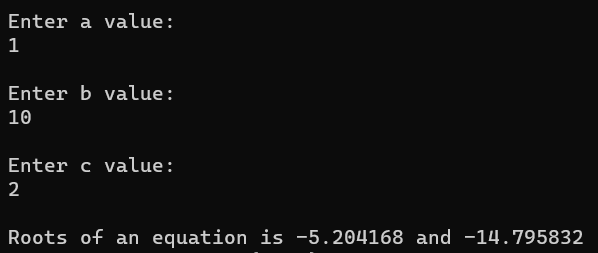 Enter a value:
1
Enter b value:
10
Enter c value:
2
Roots of an equation is -5.204168 and -14.795832